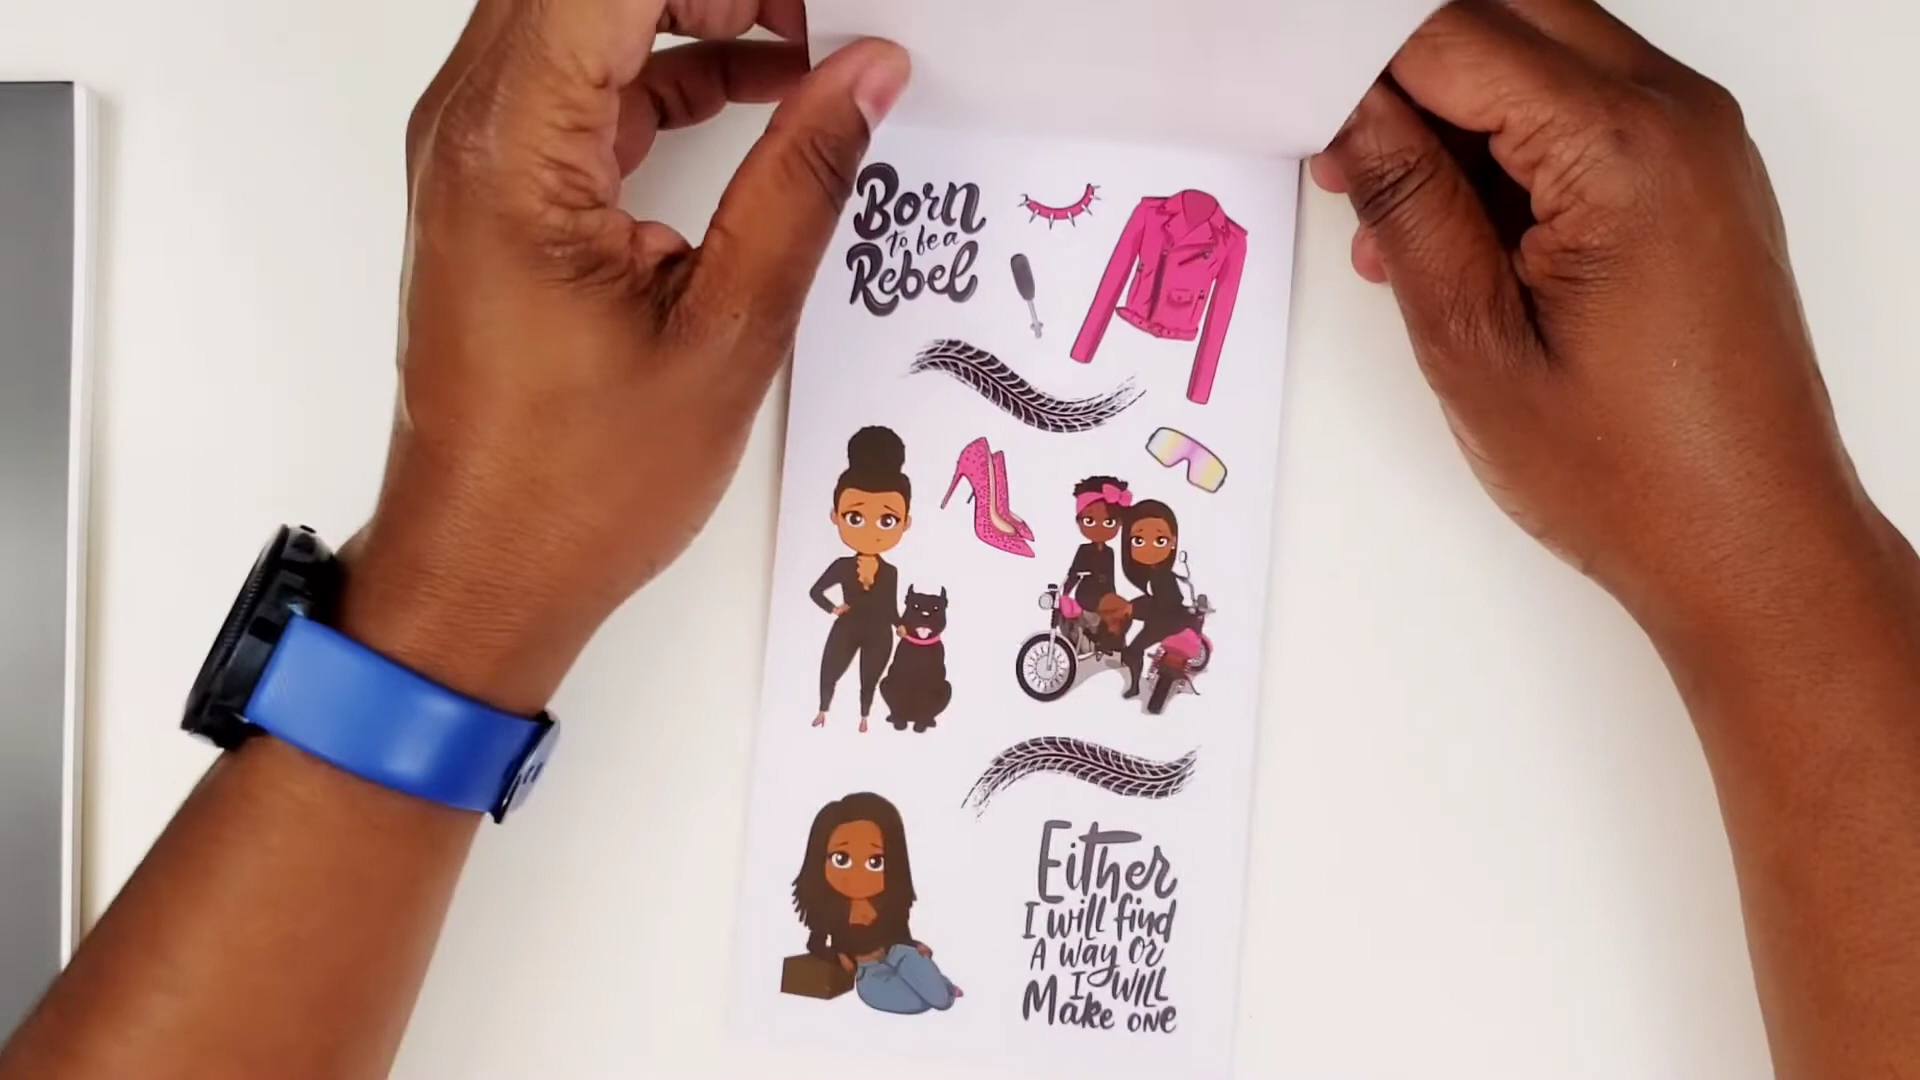 Born
to be a
Rebel
Either
I will find
A way or
I WILL
Make one